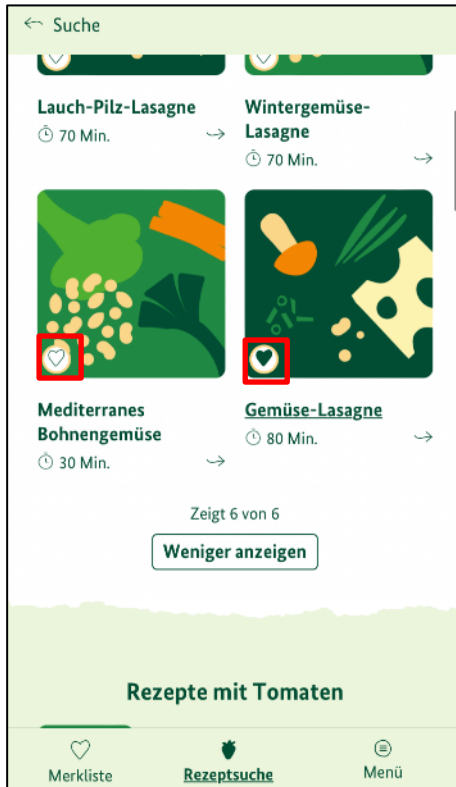 Suche
Lauch-Pilz-Lasagne
70 Min.
Wintergemüse-
Lasagne
70 Min.
Mediterranes
Bohnengemüse
30 Min.
Gemüse-Lasagne
80 Min.
Zeigt 6 von 6
Weniger anzeigen
Rezepte mit Tomaten
Merkliste
Rezeptsuche
Menü